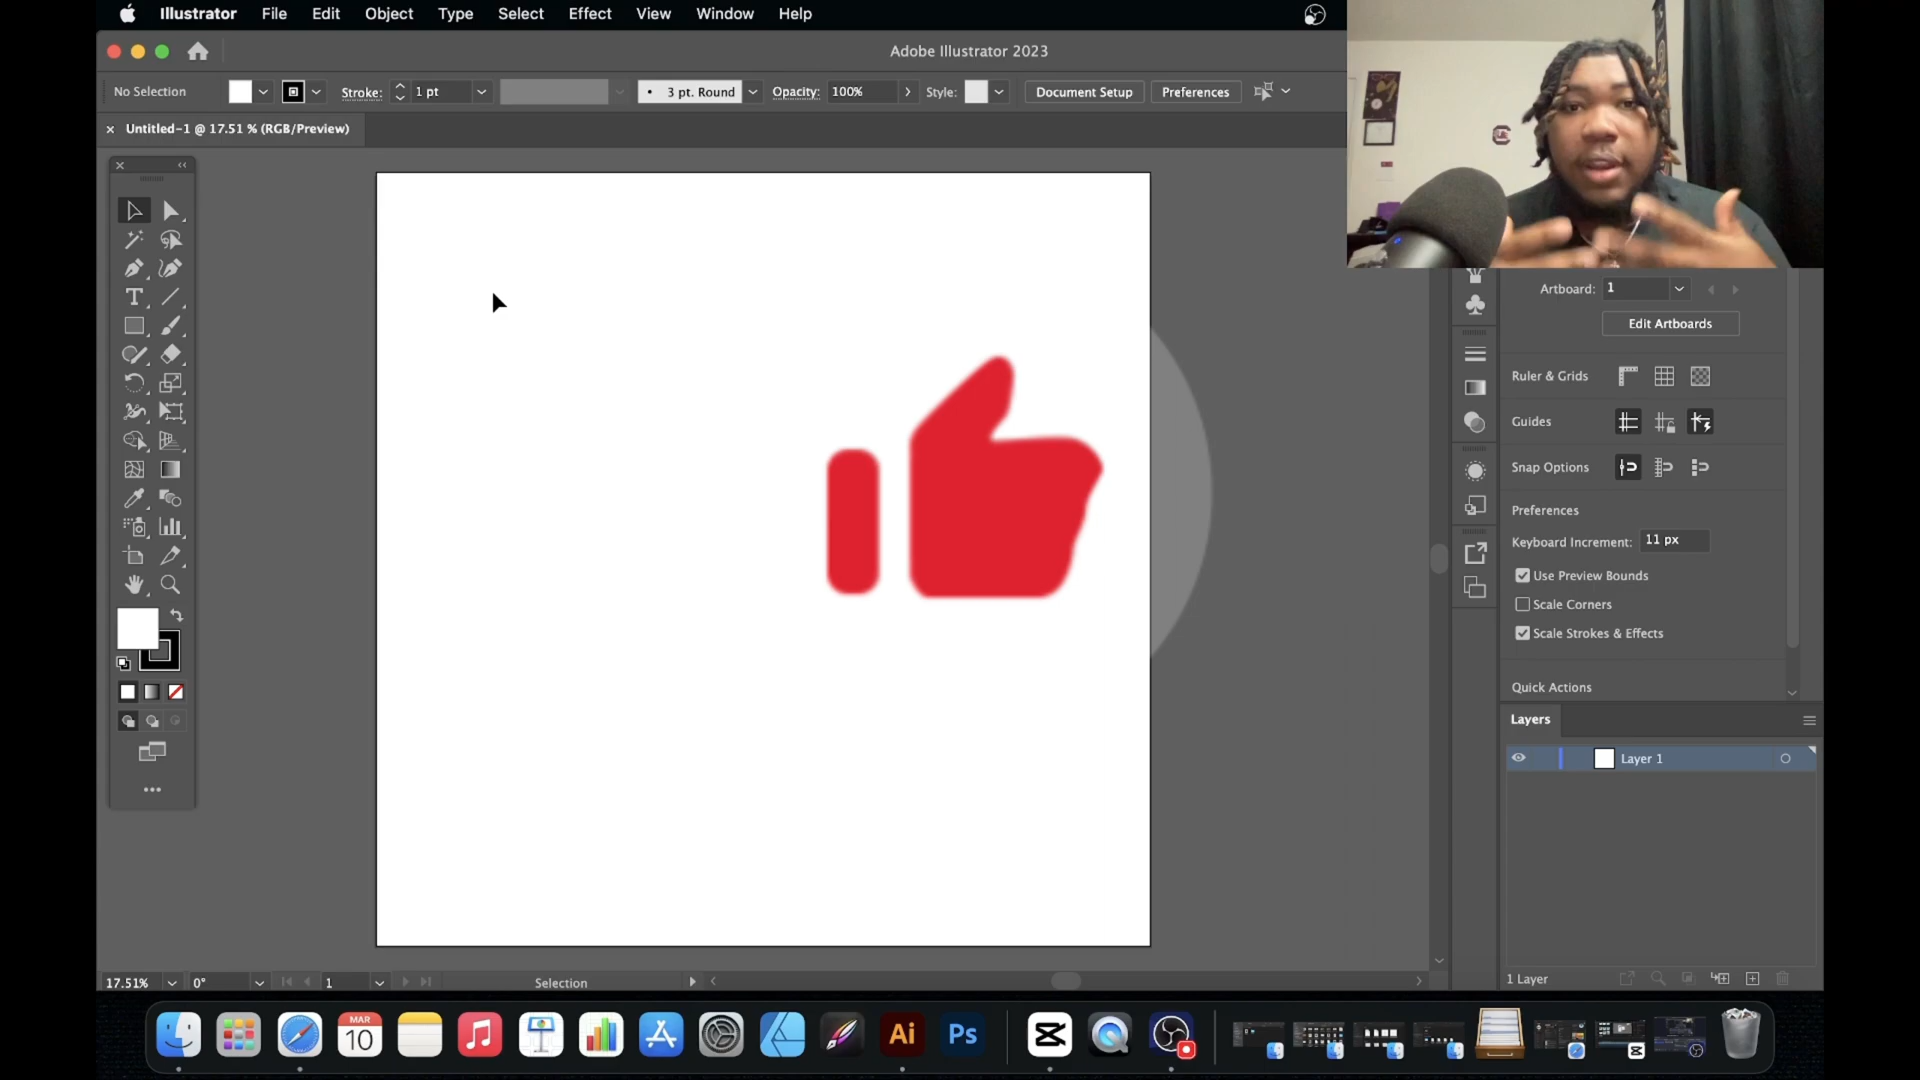 Illustrator File Edit Object Type Select Effect View Window Help
Adobe Illustrator 2023
No Selection Stroke: 1 pt • 3 pt. Round Opacity: 100% Style: Document Setup Preferences
× Untitled-1 @ 17.51 % (RGB/Preview)
Artboard: 1
Edit Artboards
Ruler & Grids
Guides
Snap Options
Preferences
Keyboard Increment: 11 px
Use Preview Bounds
Scale Corners
Scale Strokes & Effects
Quick Actions
Layers
Layer 1
1 Layer
17.51% 0° 1 Selection
MAR
10
Ai
Ps